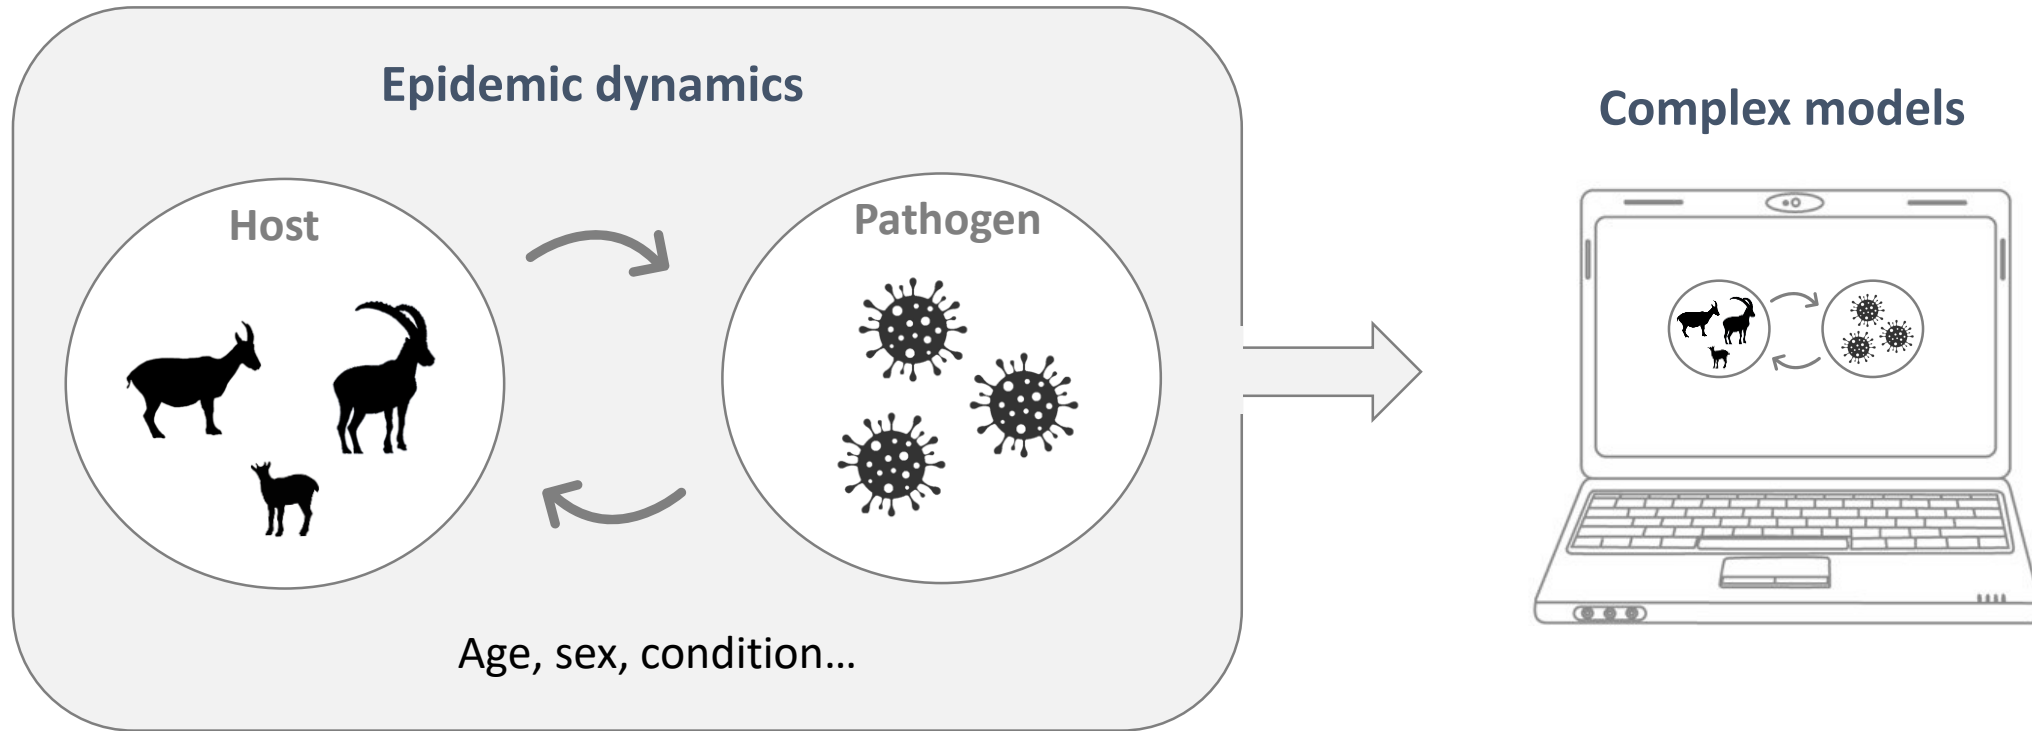 Epidemic dynamics
Complex models
Host
Pathogen
Age, sex, condition…